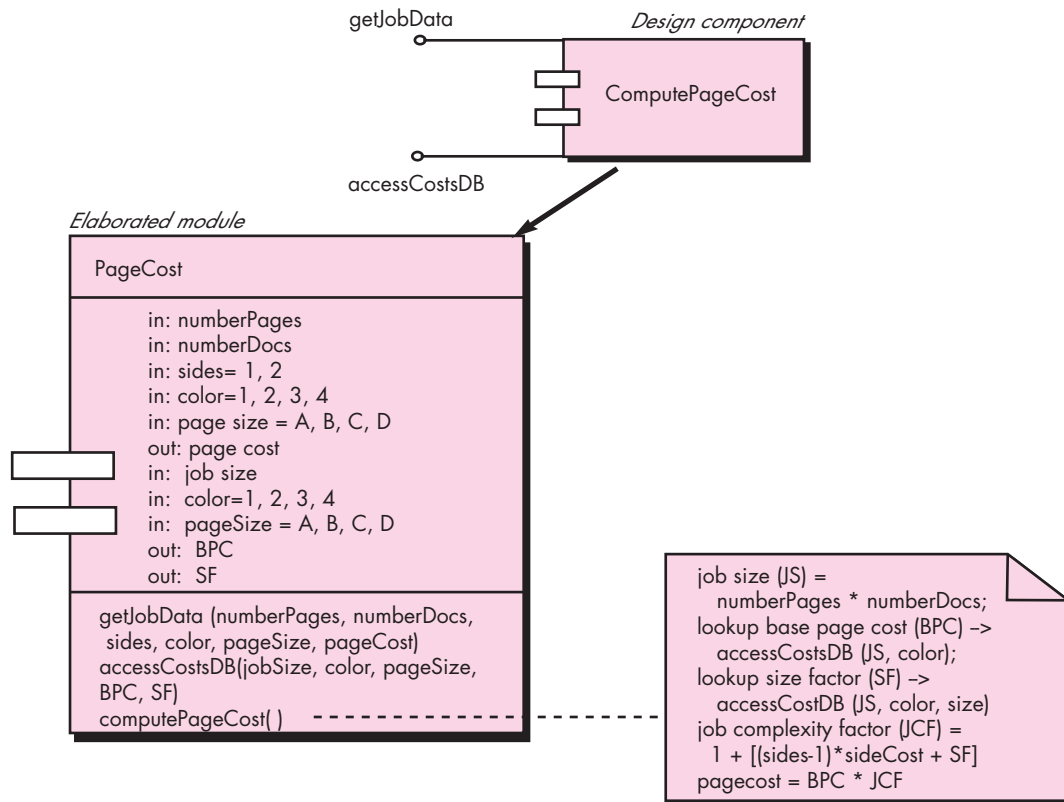 getJobData
Design component
ComputePageCost
accessCostsDB
Elaborated module
PageCost
in: numberPages
in: numberDocs
in: sides= 1, 2
in: color=1, 2, 3, 4
in: page size = A, B, C, D
out: page cost
in: job size
in: color=1, 2, 3, 4
in: pageSize = A, B, C, D
out: BPC
out: SF
getJobData (numberPages, numberDocs,
sides, color, pageSize, pageCost)
accessCostsDB(jobSize, color, pageSize,
BPC, SF)
computePageCost( )
job size (JS) =
numberPages * numberDocs;
lookup base page cost (BPC) –>
accessCostsDB (JS, color);
lookup size factor (SF) –>
accessCostDB (JS, color, size)
job complexity factor (JCF) =
1 + [(sides-1)*sideCost + SF]
pagecost = BPC * JCF